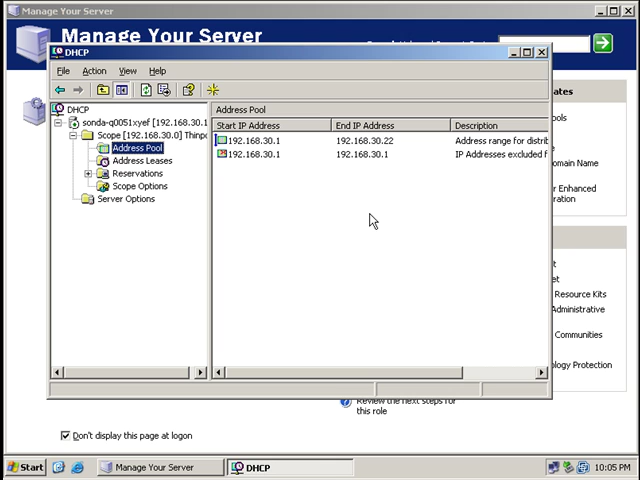 Manage Your Server
Manage Your Server
DHCP
File Action View Help
DHCP
sonda-q0051xyef [192.168.30.1
Scope [192.168.30.0] Thinpo
Address Pool
Address Leases
Reservations
Scope Options
Server Options
Address Pool
Start IP Address End IP Address Description
192.168.30.1 192.168.30.22 Address range for distrib
192.168.30.1 192.168.30.1 IP Addresses excluded f
ates
ools
omain Name
er Enhanced
ration
t
et
Resource Kits
Administrative
Communities
ology Protection
Review the next steps for
this role
Don't display this page at logon
Start Manage Your Server DHCP 10:05 PM